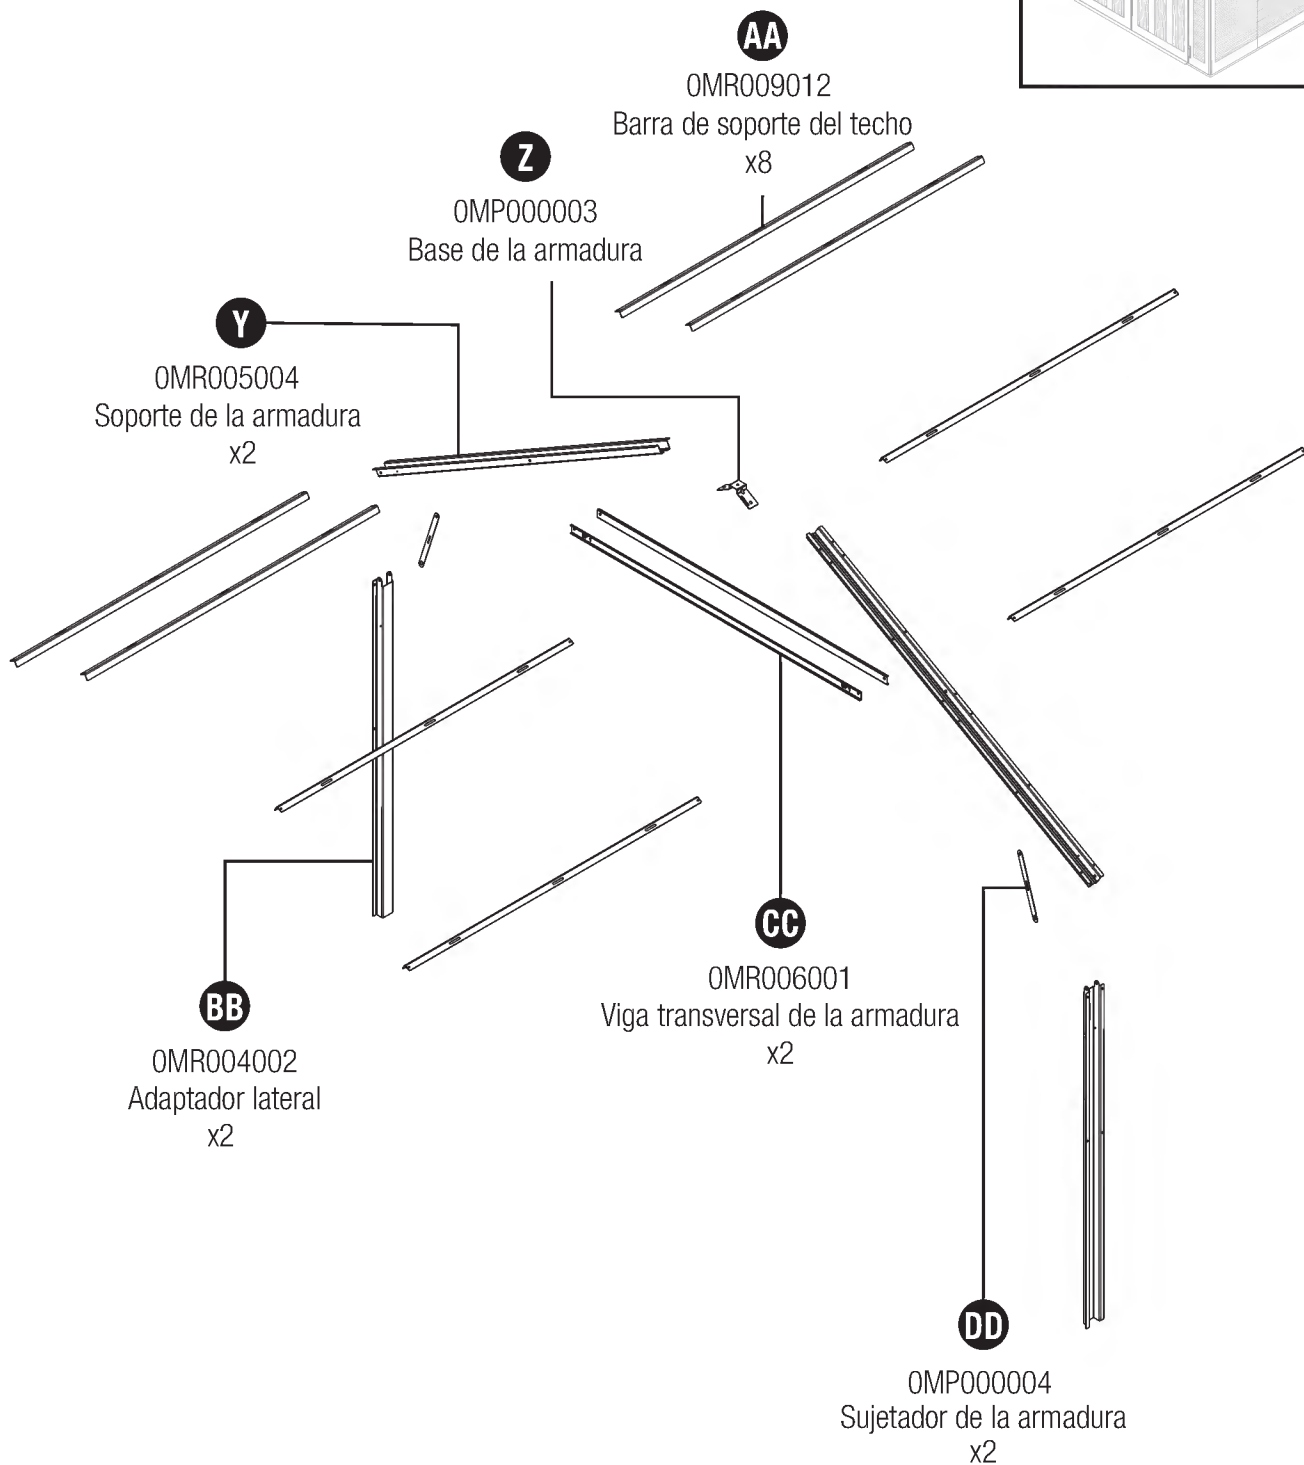 AA
0MR009012
Barra de soporte del techo
x8
Z
0MP000003
Base de la armadura
Y
0MR005004
Soporte de la armadura
x2
CC
0MR006001
Viga transversal de la armadura
x2
BB
0MR004002
Adaptador lateral
x2
DD
0MP000004
Sujetador de la armadura
x2